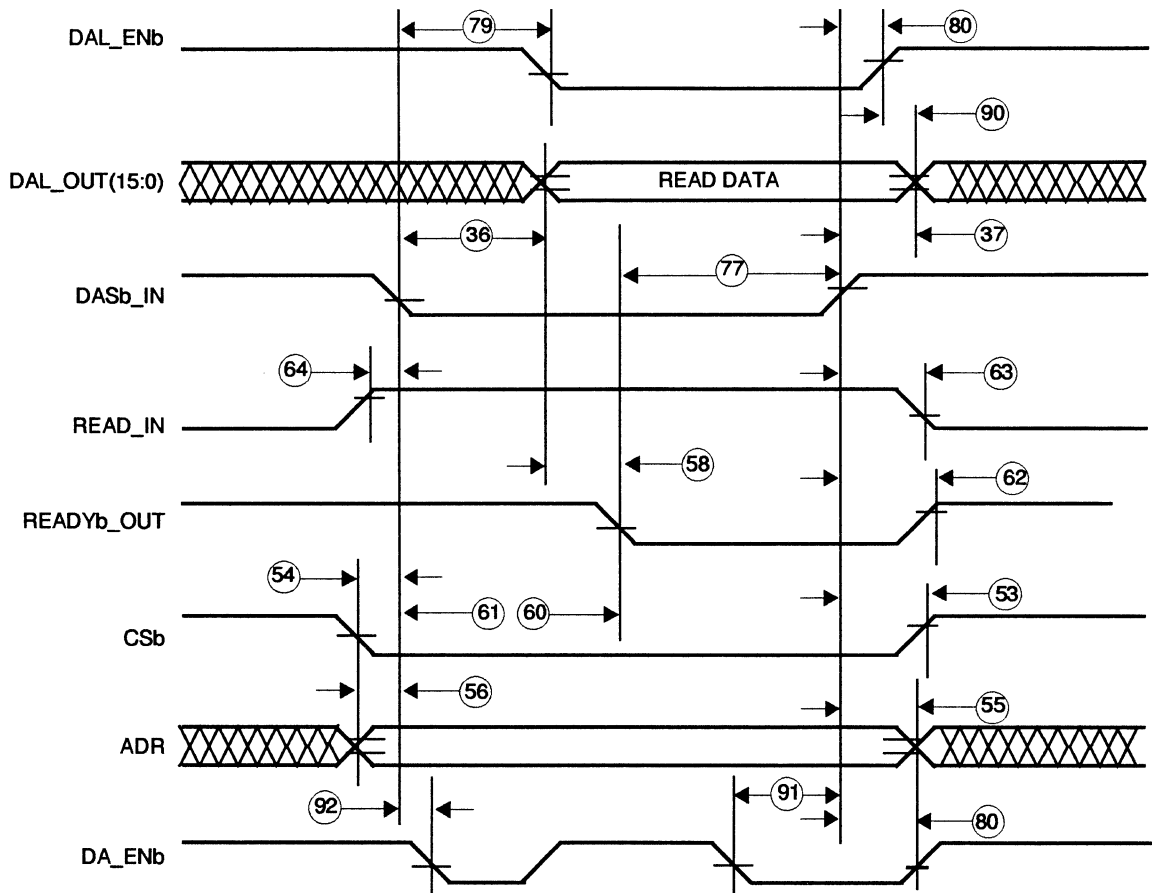 DAL_ENb
79
80
90
DAL_OUT(15:0)
READ DATA
36
37
77
DASb_IN
64
63
READ_IN
58
62
READYb_OUT
54
61
60
53
CSb
56
55
ADR
92
91
80
DA_ENb